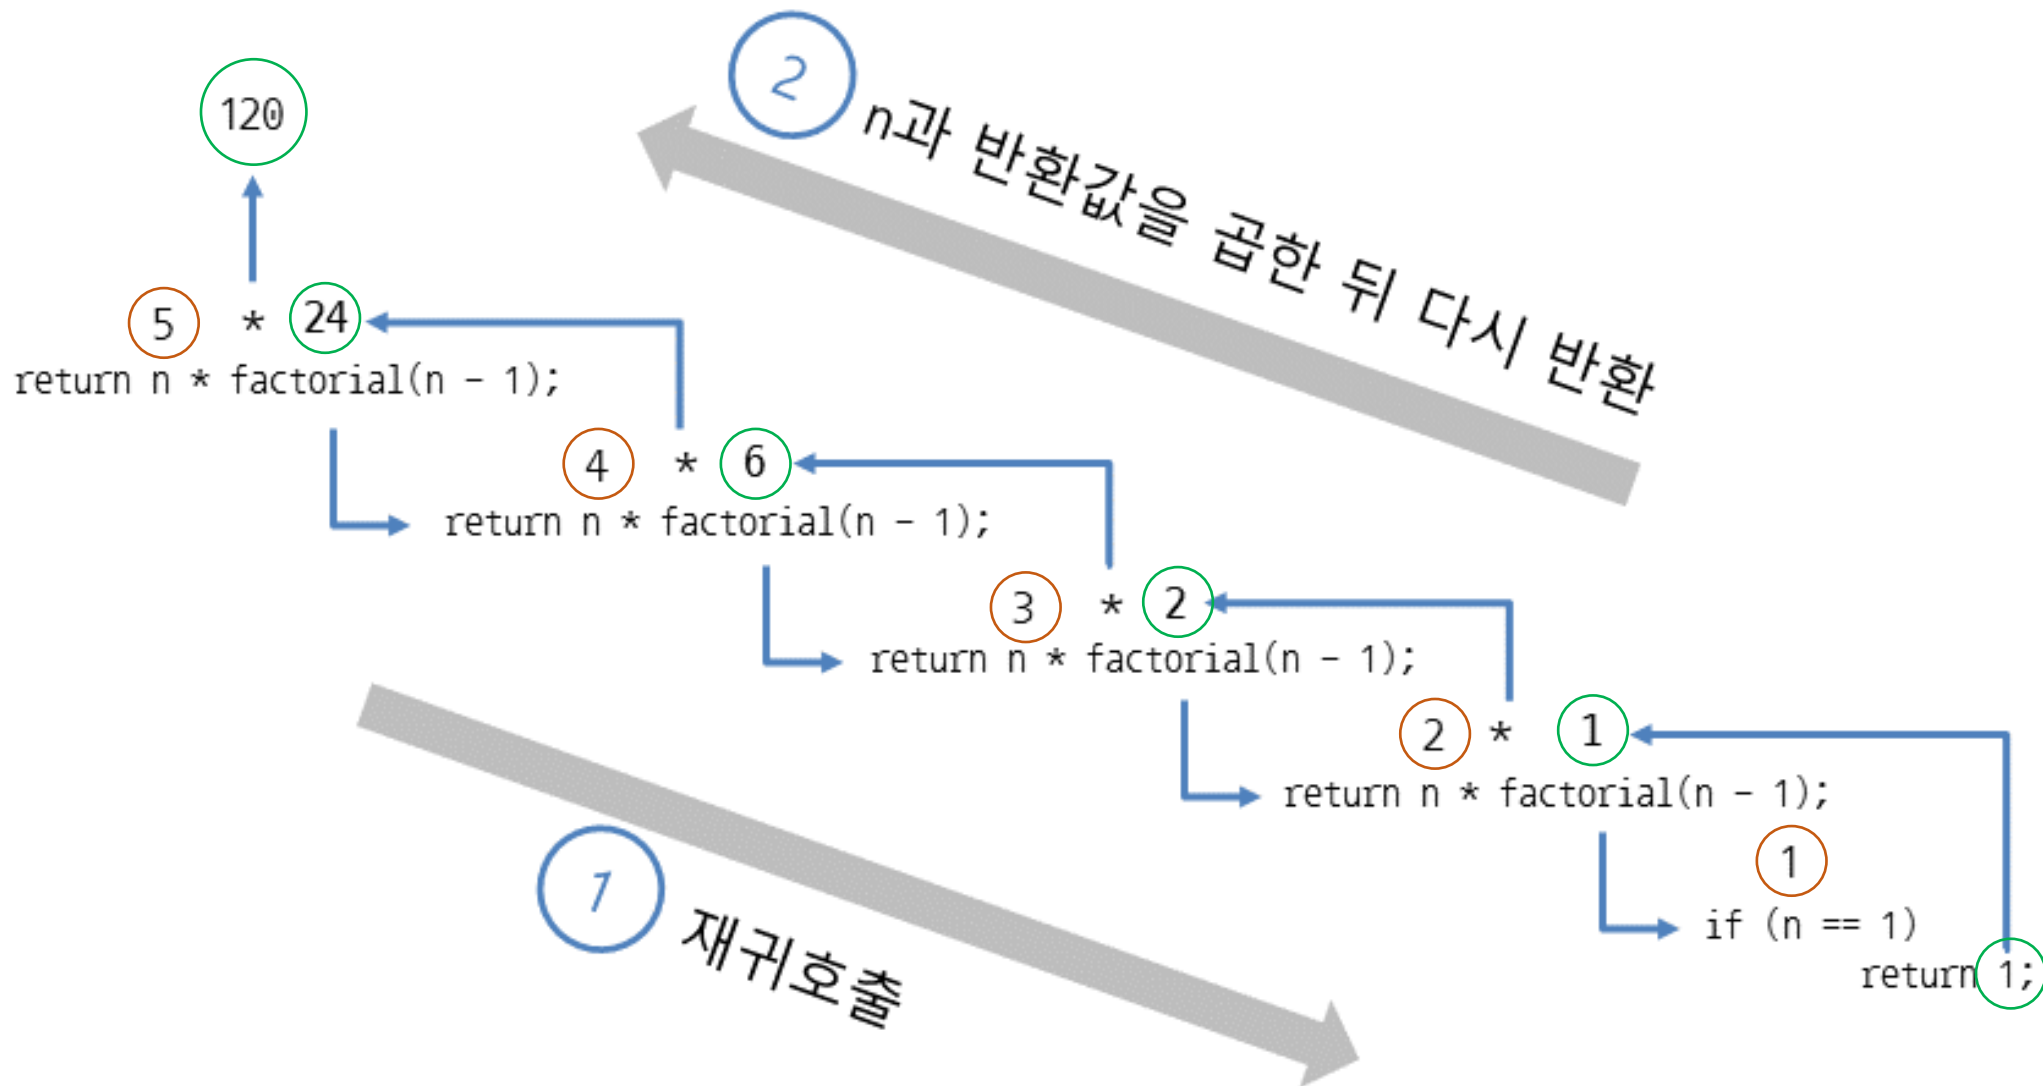 2
n과 반환값을 곱한 뒤 다시 반환
120
5 * 24
return n * factorial(n - 1);
4 * 6
return n * factorial(n - 1);
3 * 2
return n * factorial(n - 1);
2 * 1
return n * factorial(n - 1);
1
if (n == 1)
return 1;
1
재귀호출